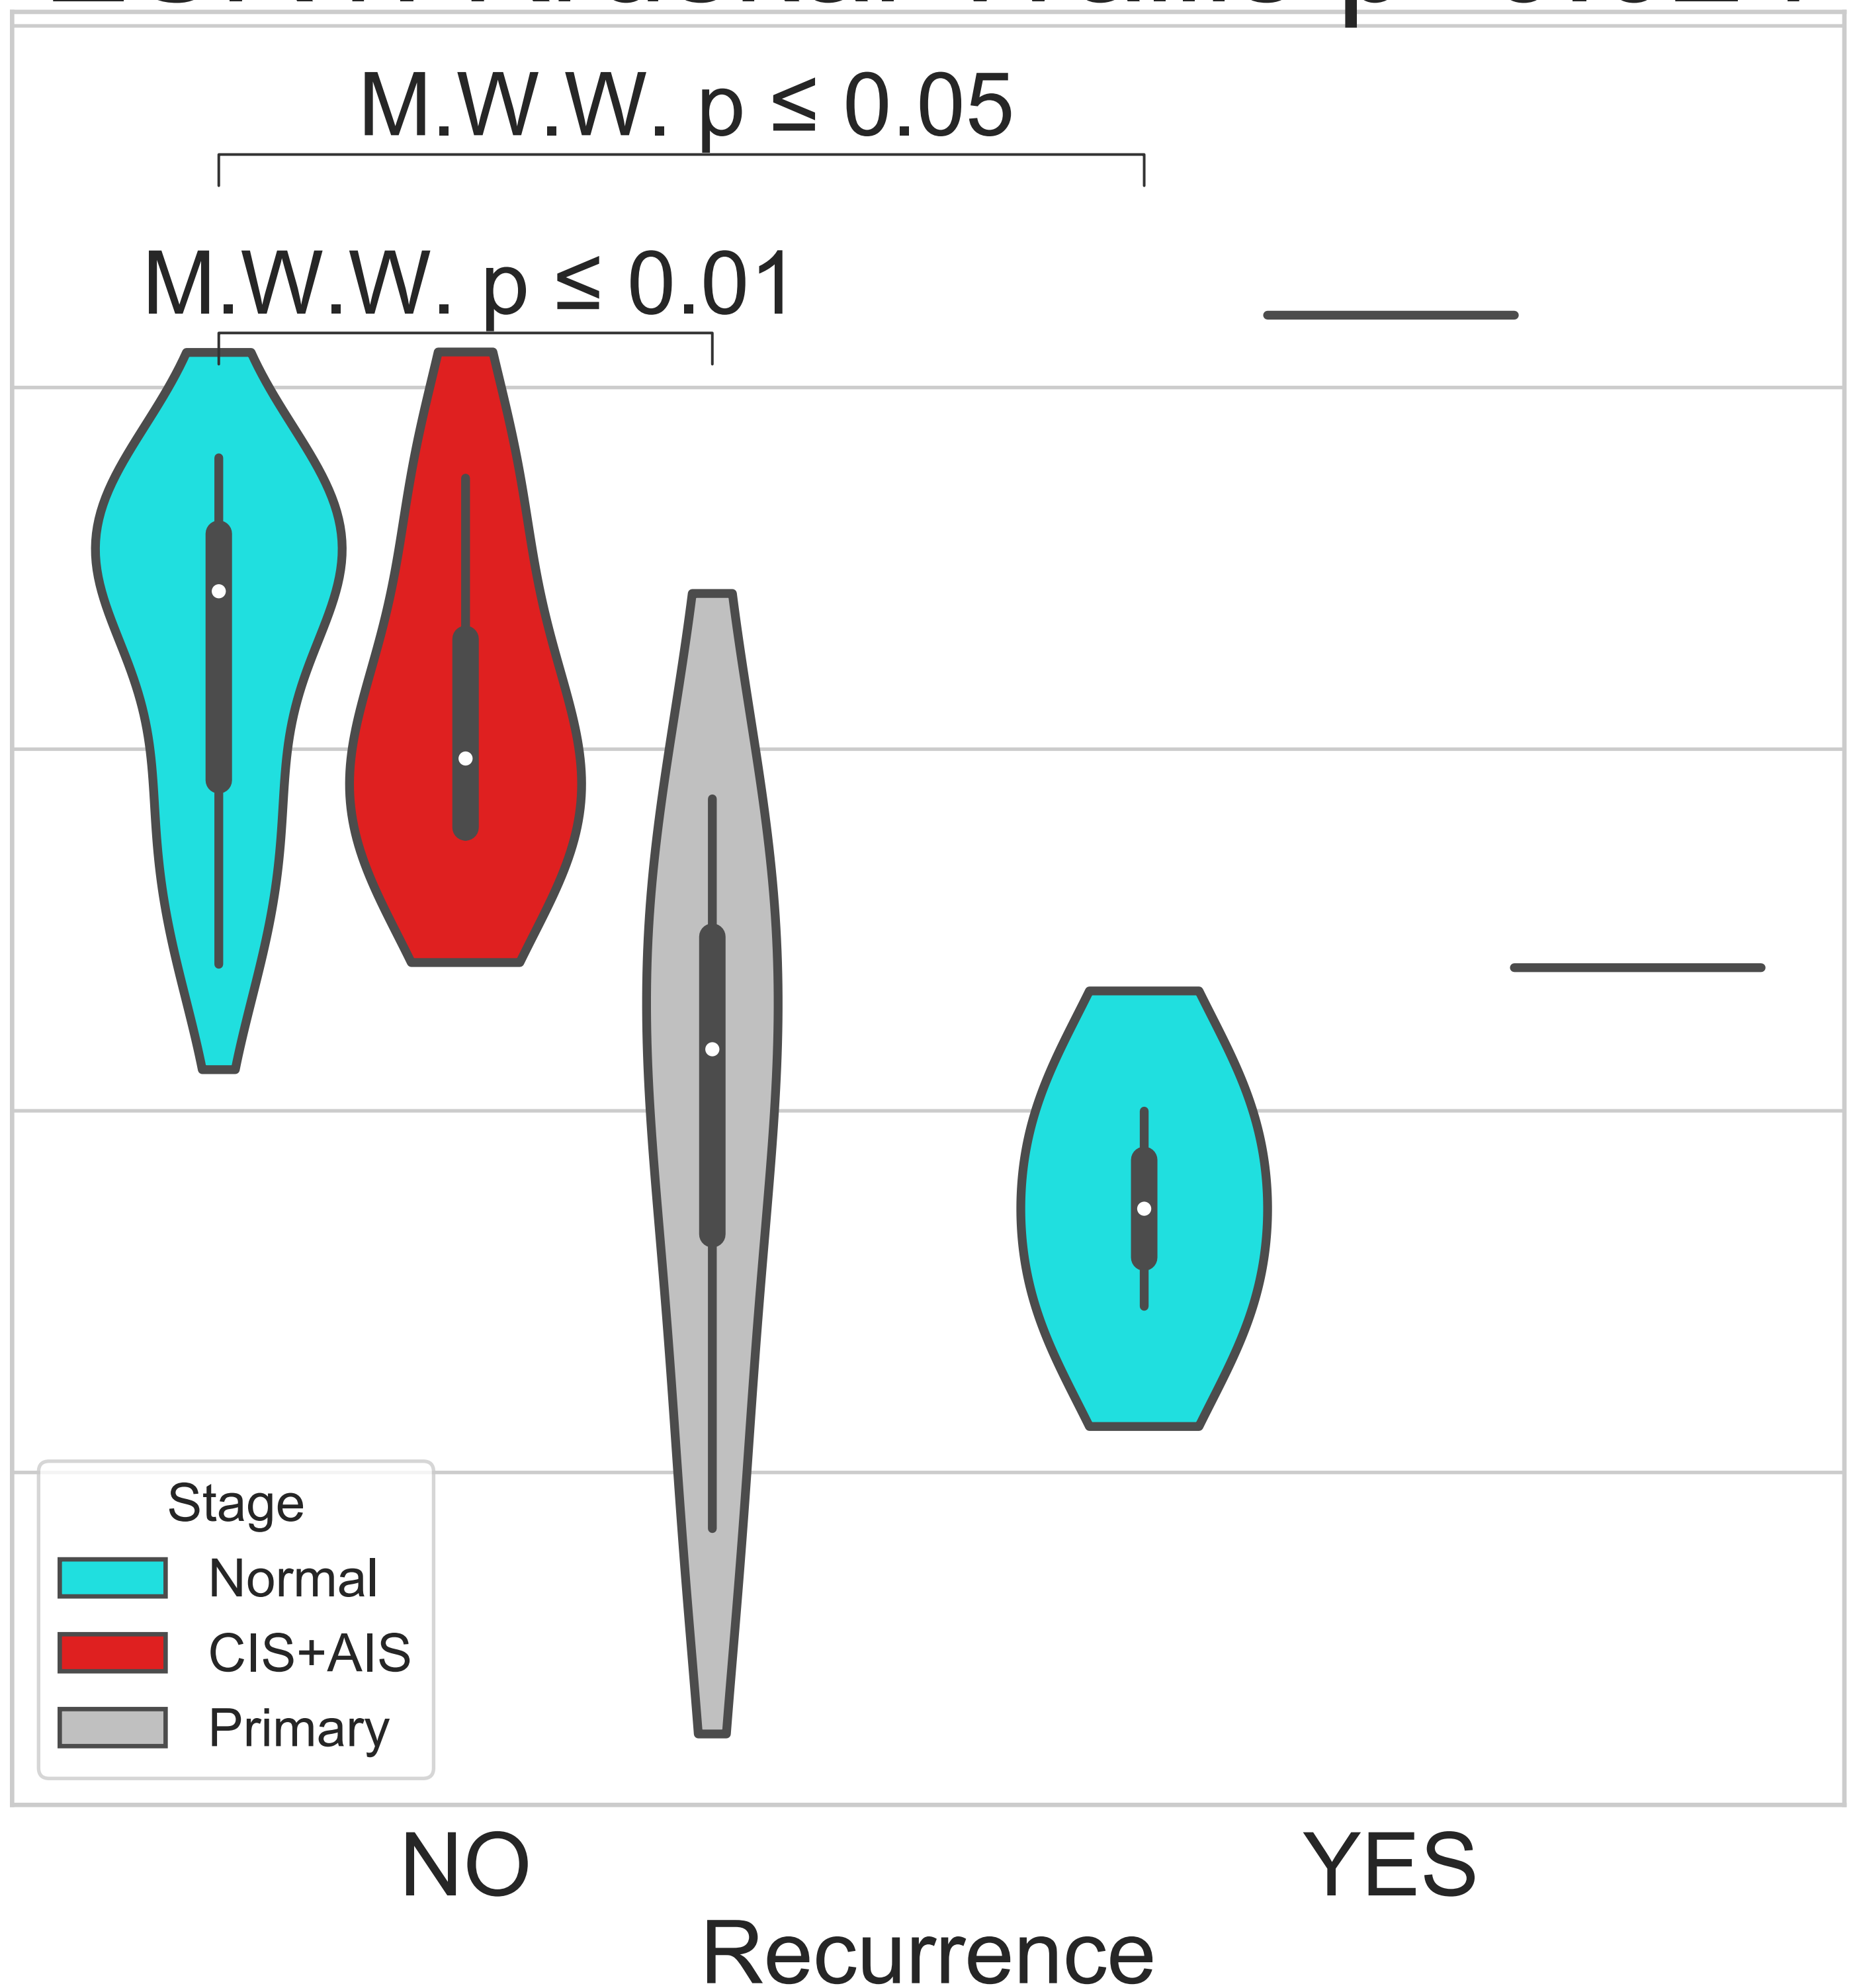 M.W.W. p ≤ 0.05
M.W.W. p ≤ 0.01
Stage
Normal
CIS+AIS
Primary
NO
YES
Recurrence